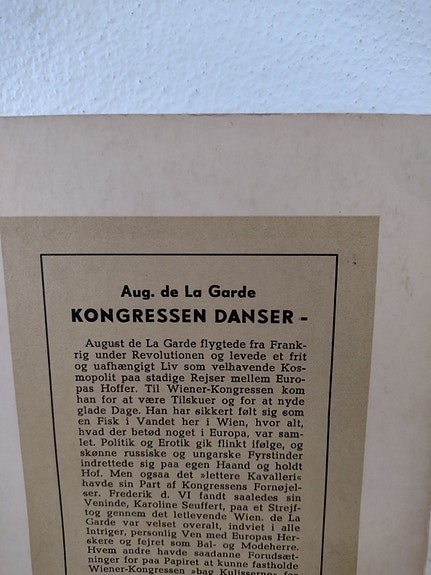 Aug. de La Garde
KONGRESSEN DANSER -
August de La Garde flygtede fra Frank-
rig under Revolutionen og levede et frit
og uafhængigt Liv som velhavende Kos-
mopolit paa stadige Rejser mellem Euro-
pas Hoffer. Til Wiener-Kongressen kom
han for at være Tilskuer og for at nyde
glade Dage. Han har sikkert følt sig som
en Fisk i Vandet her i Wien, hvor alt,
hvad der betød noget i Europa, var sam-
let. Politik og Erotik gik flinkt ifølge, og
skønne russiske og ungarske Fyrstinder
indrettede sig paa egen Haand og holdt
Hof. Men ogsaa det »lettere Kavalleri«
havde sin Part af Kongressens Fornøjel-
ser. Frederik d. VI fandt saaledes sin
Veninde, Karoline Seuffert, paa et Strejf-
tog gennem det letlevende Wien. de La
Garde var velset overalt, indviet i alle
Intriger, personlig Ven med Europas Her-
skere og fejret som Bal- og Modeherre.
Hvem andre havde saadanne Forudsæt-
ninger for paa Papiret at kunne fastholde
Wiener-Kongressen »bag Kulisserne« for